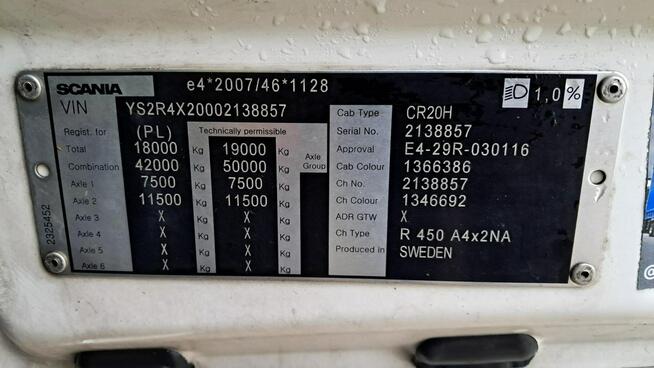 SCANIA e4*2007/46*1128 1,0%
VIN YS2R4X20002138857 Cab Type CR20H
Regist. for (PL) Technically permissible Serial No. 2138857
Total 18000 Kg 19000 Kg Axle Group Approval E4-29R-030116
Combination 42000 Kg 50000 Kg Cab Colour 1366386
Axle 1 7500 Kg 7500 Kg Ch No. 2138857
Axle 2 11500 Kg 11500 Kg Ch Colour 1346692
Axle 3 X Kg X Kg ADR GTW X
Axle 4 X Kg X Kg Ch Type R 450 A4x2NA
Axle 5 X Kg X Kg Produced in SWEDEN
Axle 6 X Kg X Kg
2325452